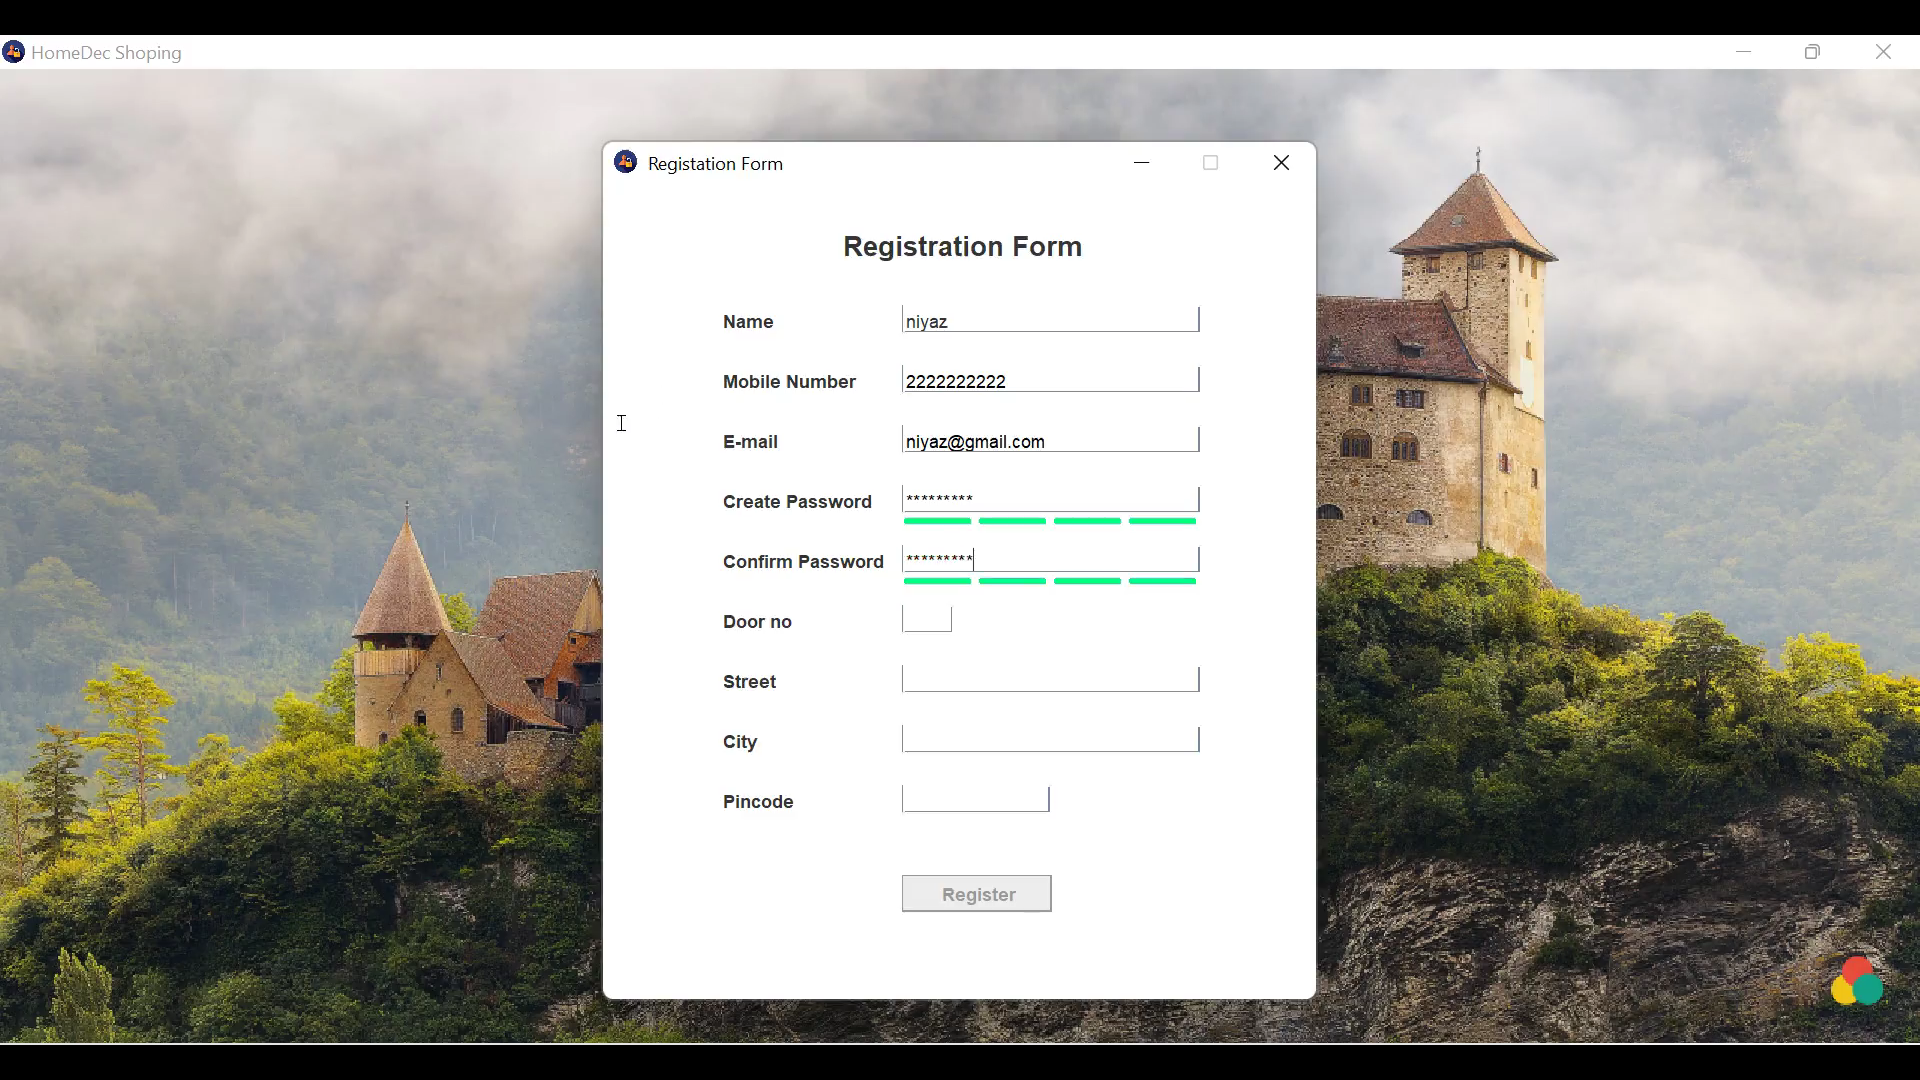 HomeDec Shoping
Registation Form
Registration Form
Name niyaz
Mobile Number 2222222222
E-mail niyaz@gmail.com
Create Password *********
Confirm Password *********
Door no
Street
City
Pincode
Register